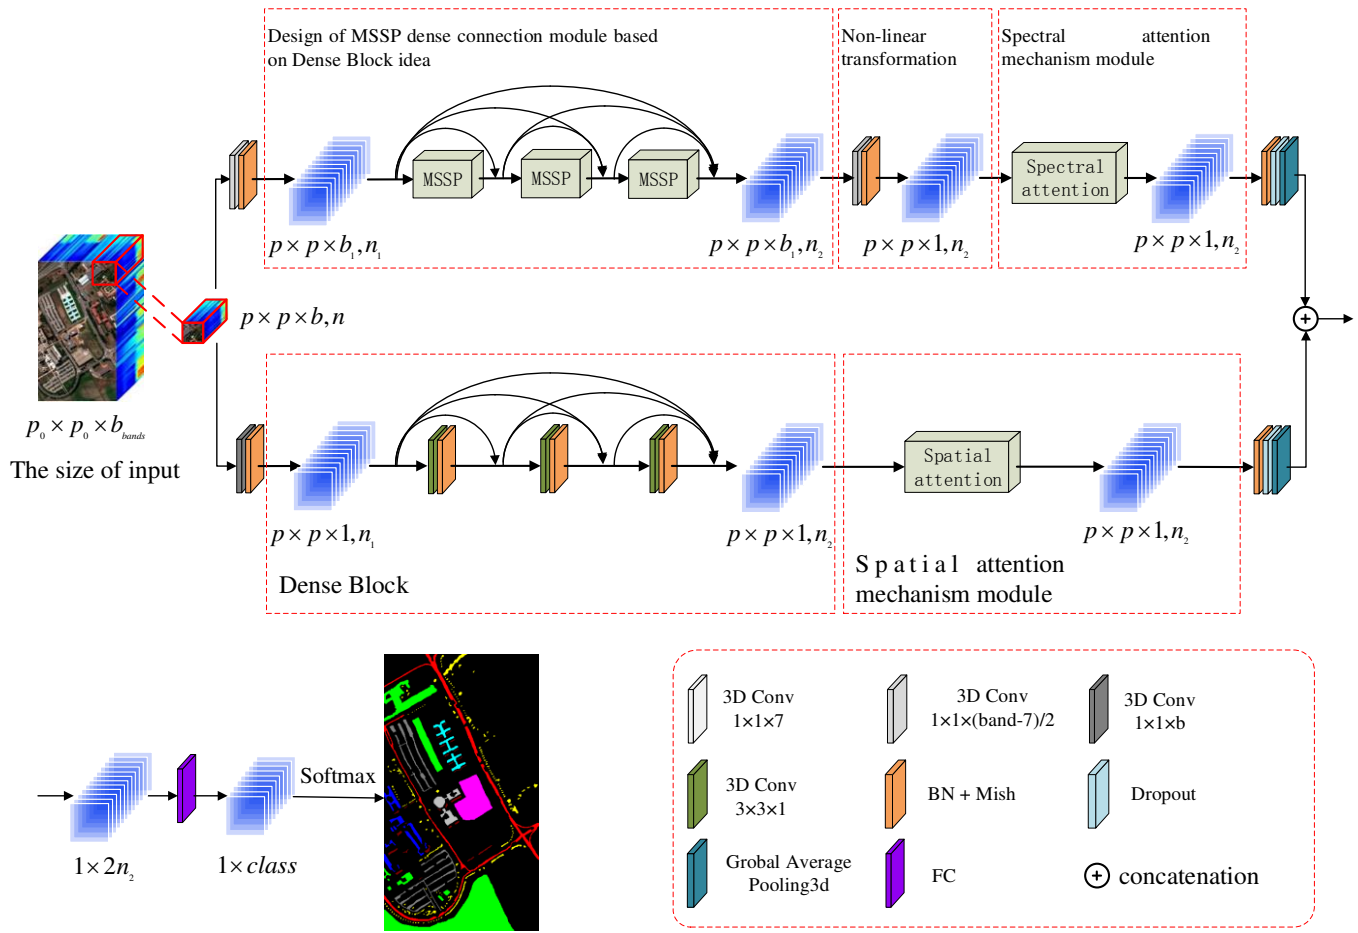 Design of MSSP dense connection module based
on Dense Block idea
Non-linear
transformation
Spectral attention
mechanism module
MSSP
MSSP
MSSP
Spectral
attention
p × p × b₁, n₁
p × p × b₁, n₂
p × p × 1, n₂
p × p × 1, n₂
p × p × b, n
p₀ × p₀ × b_bands
The size of input
Spatial
attention
p × p × 1, n₁
p × p × 1, n₂
p × p × 1, n₂
Dense Block
Spatial attention
mechanism module
Softmax
1 × 2n₂
1 × class
3D Conv
1×1×7
3D Conv
1×1×(band-7)/2
3D Conv
1×1×b
3D Conv
3×3×1
BN + Mish
Dropout
Grobal Average
Pooling3d
FC
concatenation